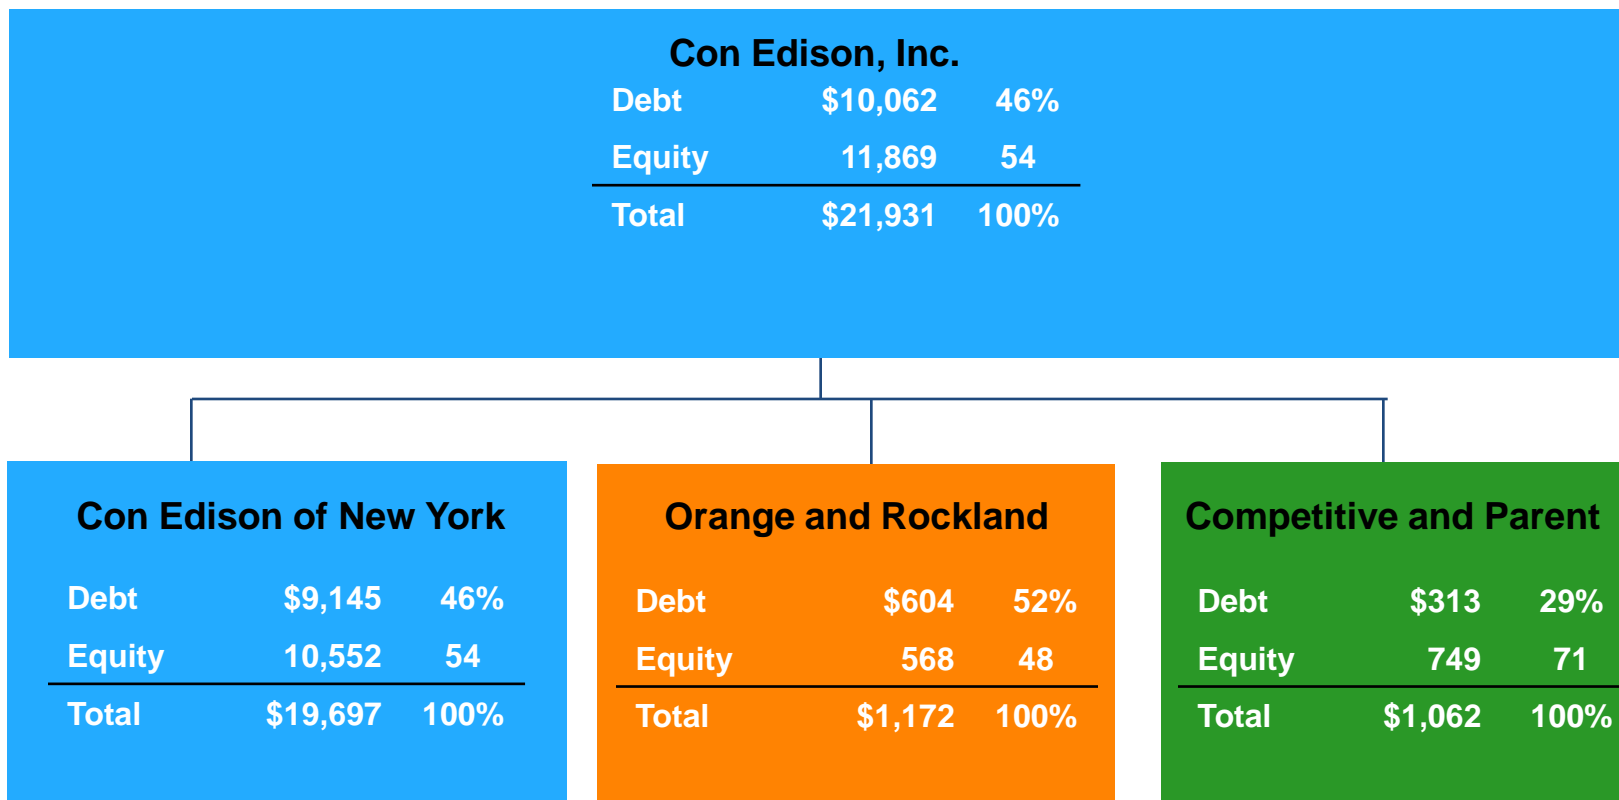 Con Edison, Inc.
Debt $10,062 46%
Equity 11,869 54
Total $21,931 100%
Con Edison of New York
Debt $9,145 46%
Equity 10,552 54
Total $19,697 100%
Orange and Rockland
Debt $604 52%
Equity 568 48
Total $1,172 100%
Competitive and Parent
Debt $313 29%
Equity 749 71
Total $1,062 100%